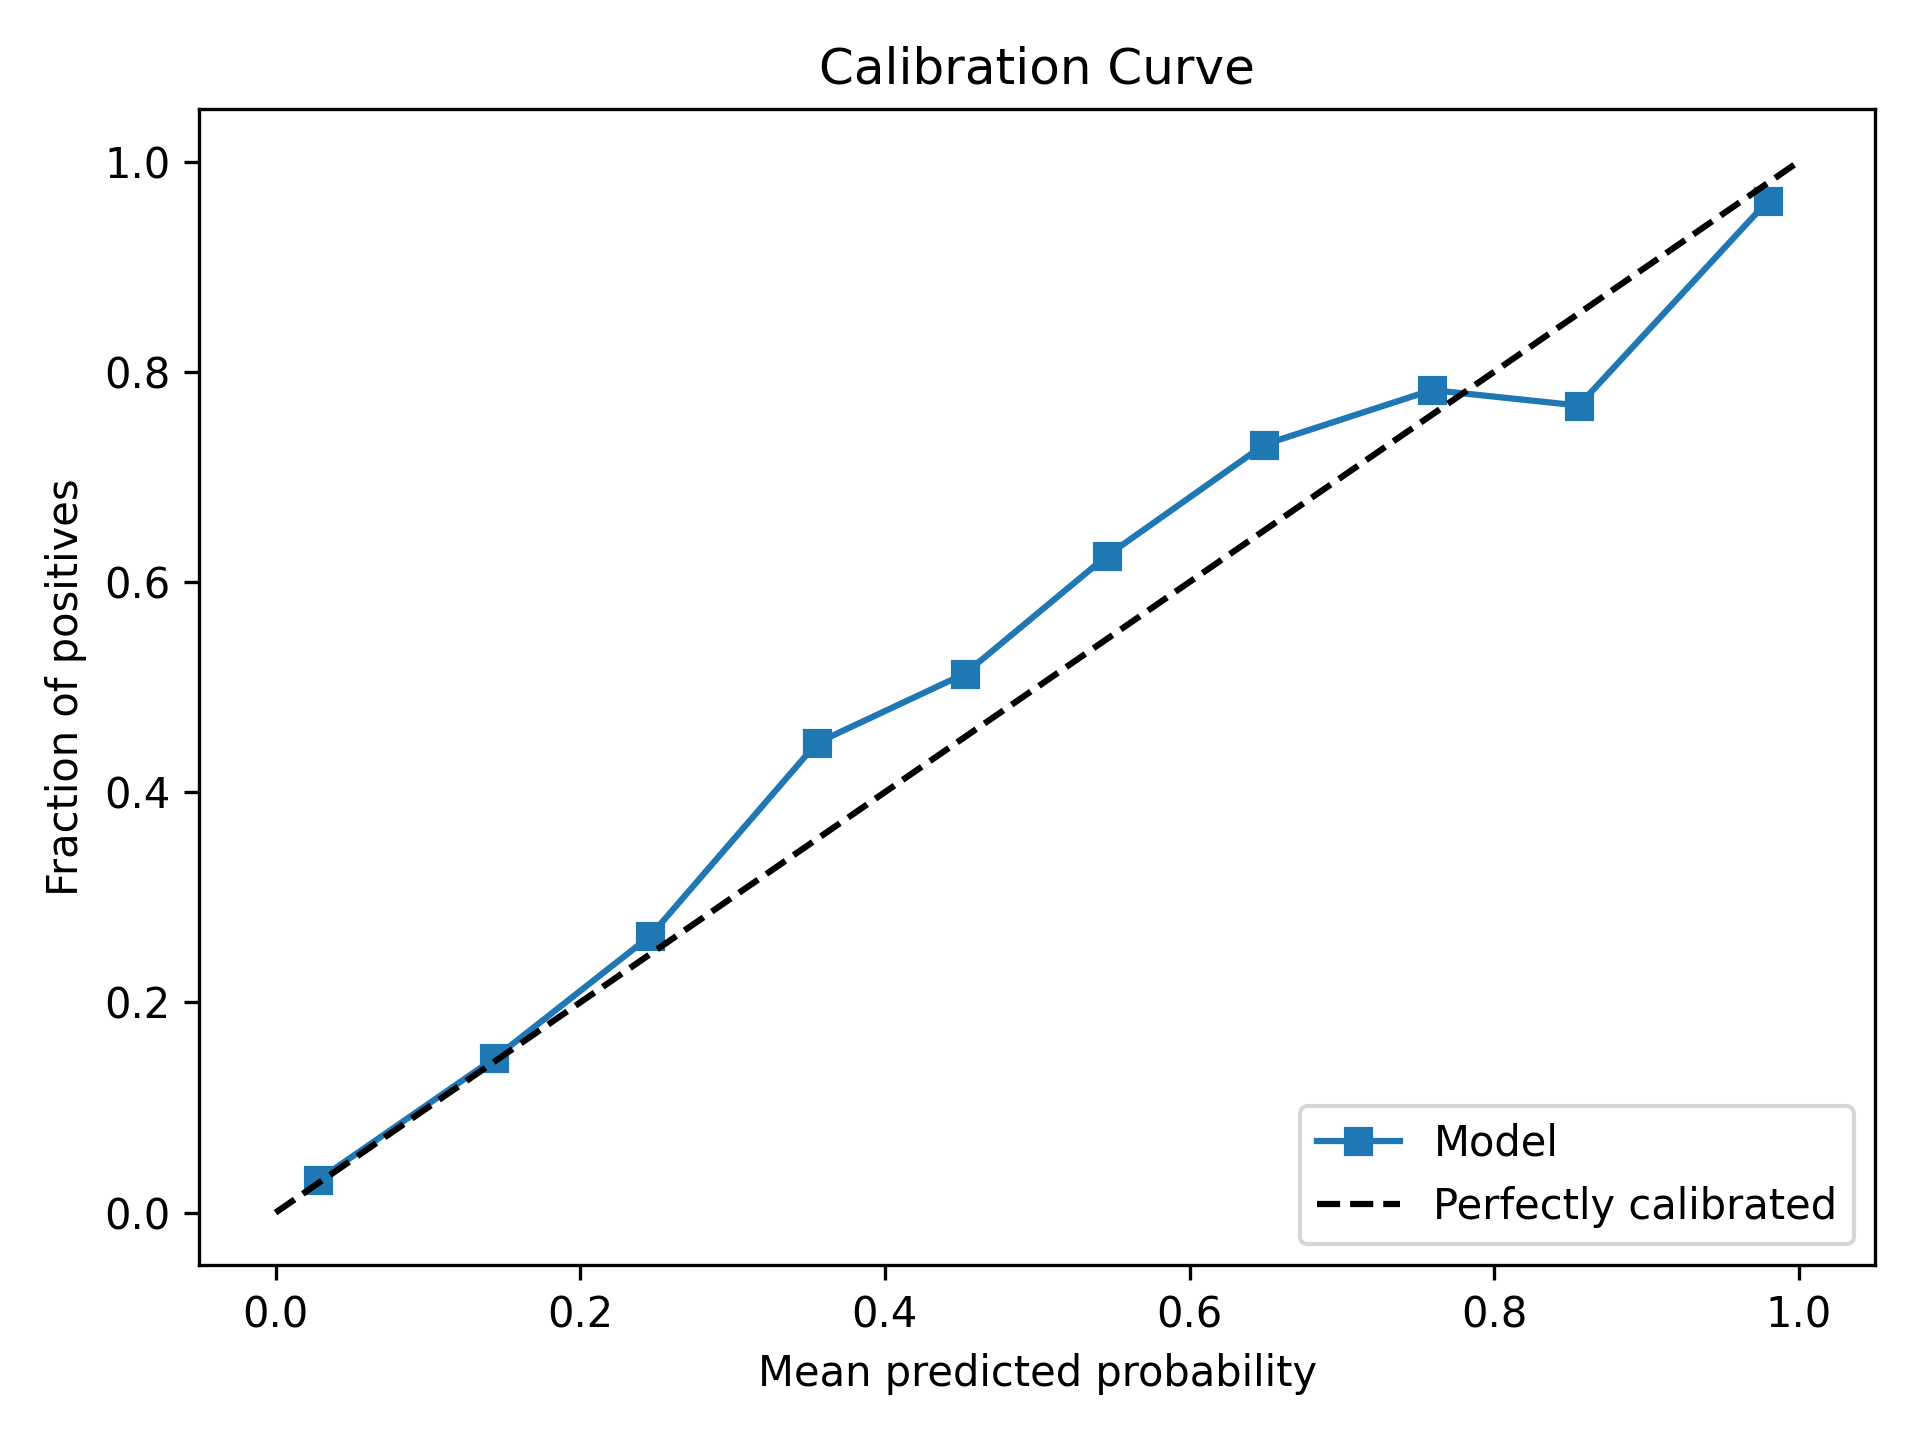 Calibration Curve
1.0
0.8
0.6
0.4
0.2
0.0
Fraction of positives
0.0
0.2
0.4
0.6
0.8
1.0
Mean predicted probability
Model
Perfectly calibrated